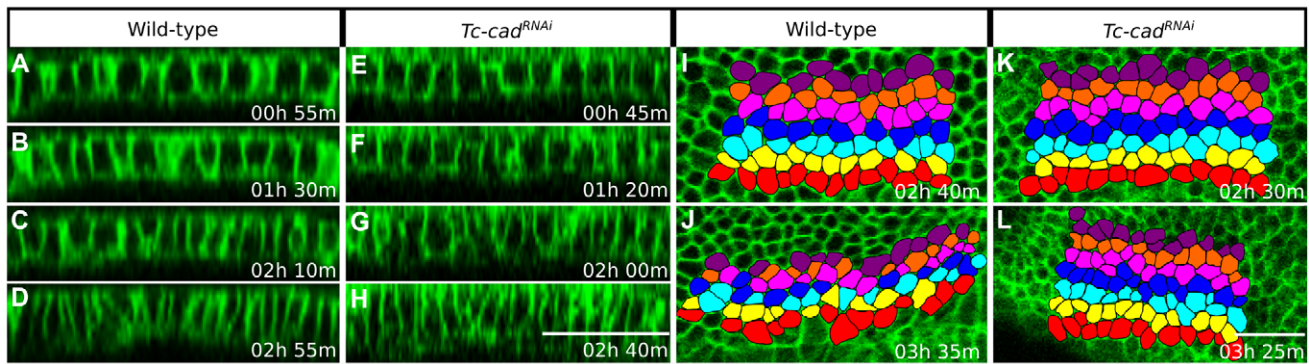 Wild-type
Tc-cadRNAi
Wild-type
Tc-cadRNAi
A
00h 55m
E
00h 45m
I
02h 40m
K
02h 30m
B
01h 30m
F
01h 20m
C
02h 10m
G
02h 00m
J
03h 35m
L
03h 25m
D
02h 55m
H
02h 40m